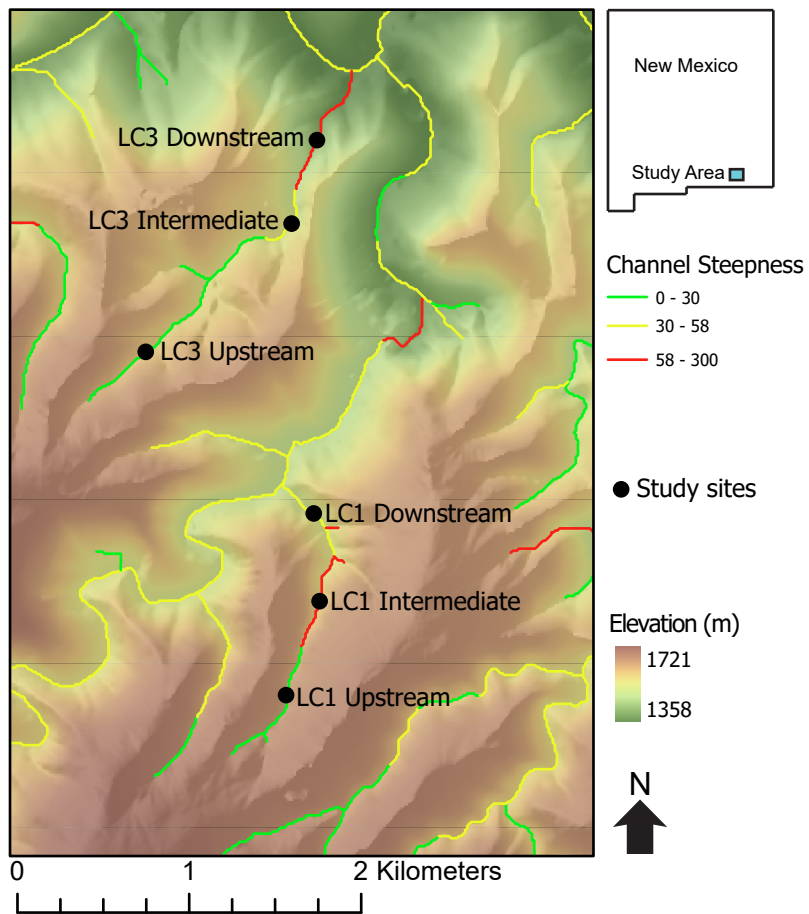 New Mexico
Study Area
LC3 Downstream
LC3 Intermediate
LC3 Upstream
LC1 Downstream
LC1 Intermediate
LC1 Upstream
Channel Steepness
0 - 30
30 - 58
58 - 300
Study sites
Elevation (m)
1721
1358
N
0 1 2 Kilometers